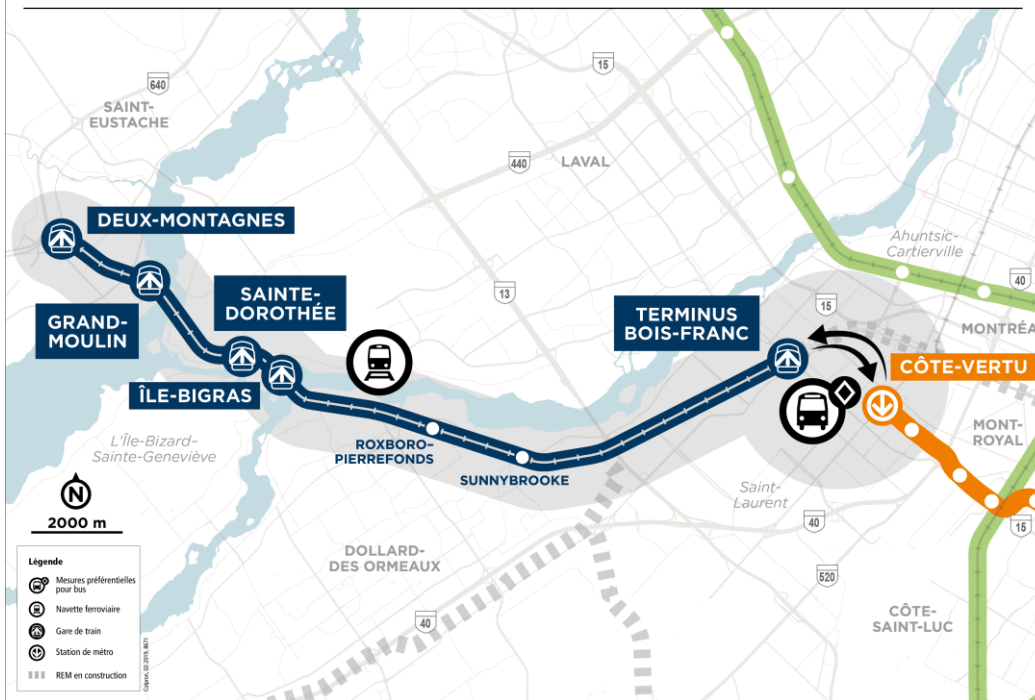 15
640
SAINT-
EUSTACHE
440
LAVAL
DEUX-MONTAGNES
Ahuntsic-
Cartierville
40
SAINTE-
DOROTHÉE
13
15
GRAND-
MOULIN
TERMINUS
BOIS-FRANC
MONTRÉA
CÔTE-VERTU
ÎLE-BIGRAS
L'Île-Bizard–
Sainte-Geneviève
ROXBORO–
PIERREFONDS
MONT-
ROYAL
SUNNYBROOKE
N
2000 m
Saint-
Laurent
40
15
DOLLARD-
DES ORMEAUX
520
40
CÔTE-
SAINT-LUC
Légende
Mesures préférentielles
pour bus
Navette ferroviaire
Gare de train
Station de métro
REM en construction